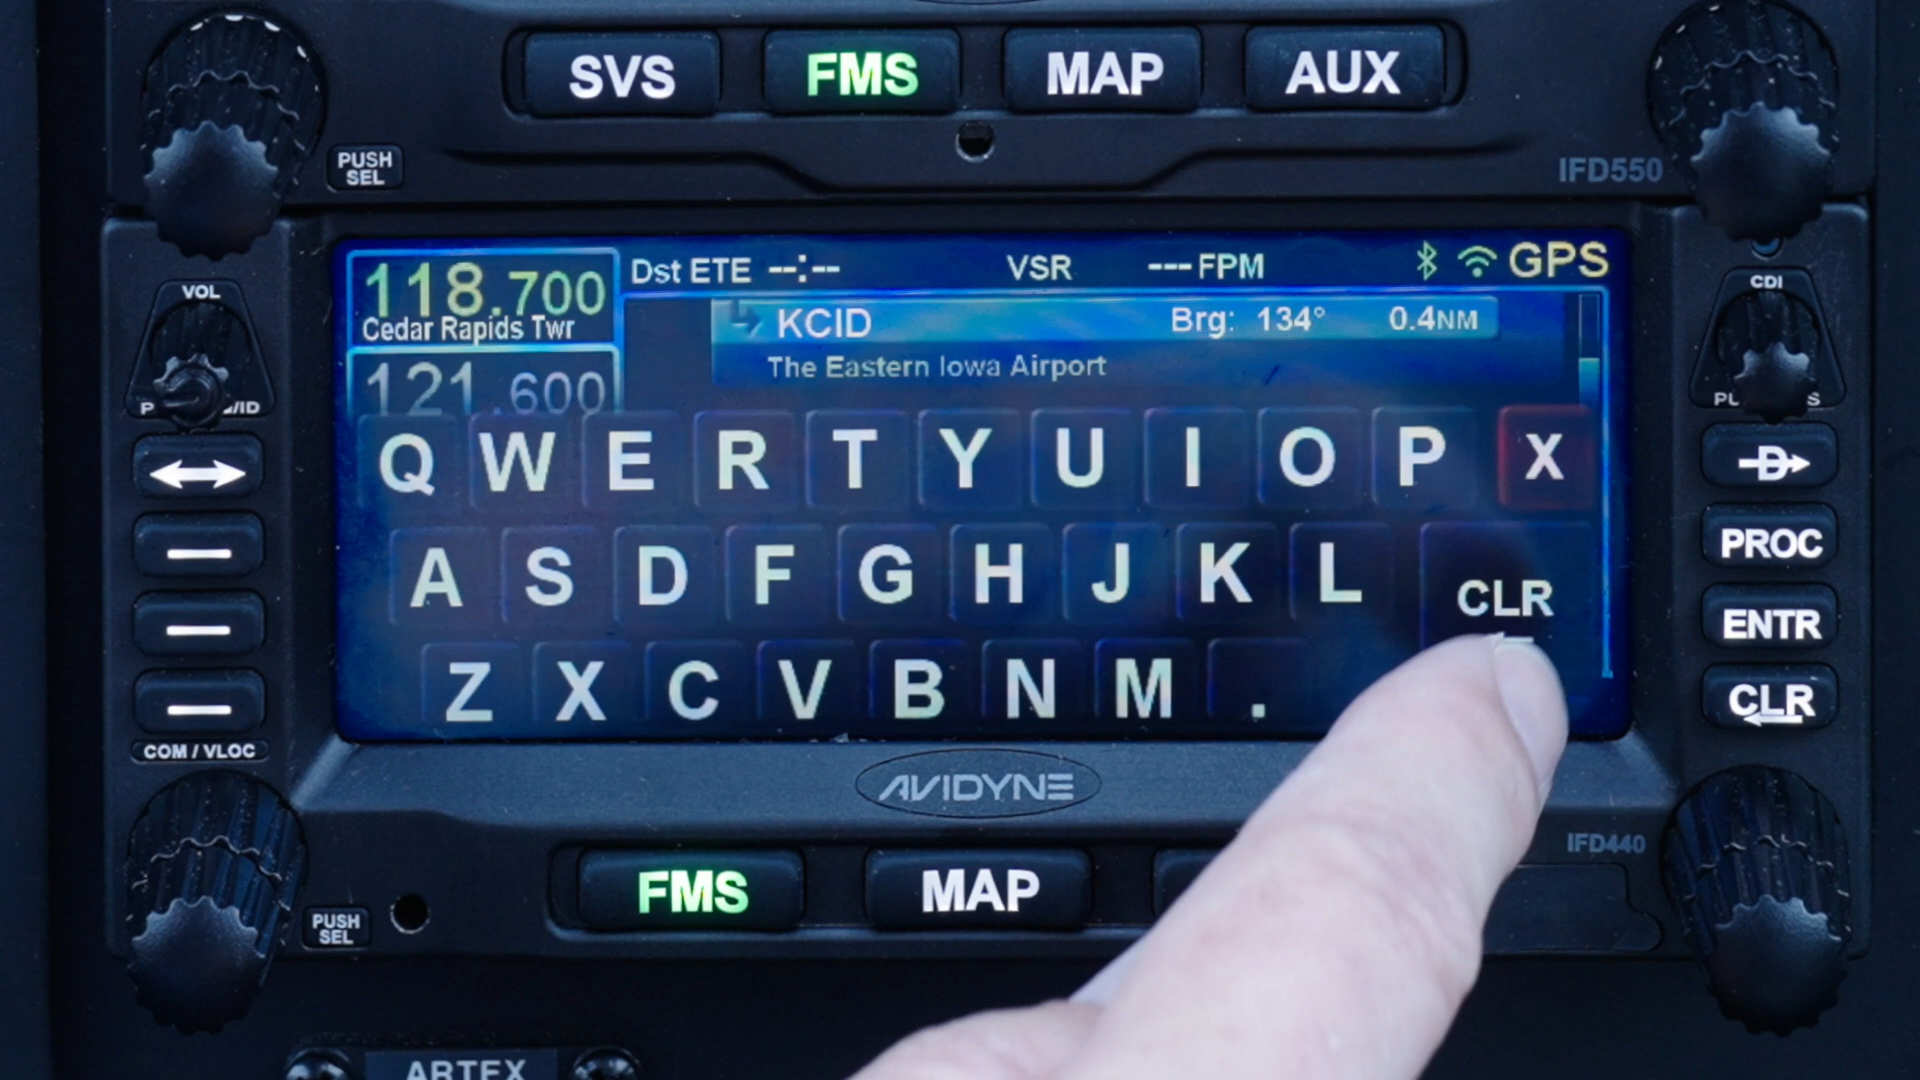 SVS FMS MAP AUX
PUSH
SEL
IFD550
118.700 Dst ETE --:-- VSR ---FPM GPS
Cedar Rapids Twr
KCID Brg: 134° 0.4NM
The Eastern Iowa Airport
121.600
VOL
CDI
/ID
Q W E R T Y U I O P X
A S D F G H J K L CLR
Z X C V B N M .
PROC
ENTR
CLR
COM / VLOC
AVIDYNE
IFD440
FMS MAP
PUSH
SEL
ARTEX